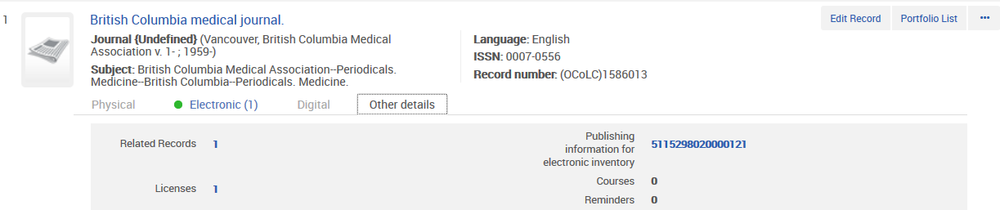 1
British Columbia medical journal.
Edit Record
Portfolio List
•••
Journal {Undefined} (Vancouver, British Columbia Medical
Association v. 1- ; 1959-)
Subject: British Columbia Medical Association--Periodicals.
Medicine--British Columbia--Periodicals. Medicine.
Language: English
ISSN: 0007-0556
Record number: (OCoLC)1586013
Physical
Electronic (1)
Digital
Other details
Related Records 1
Licenses 1
Publishing
information for
electronic inventory
5115298020000121
Courses 0
Reminders 0